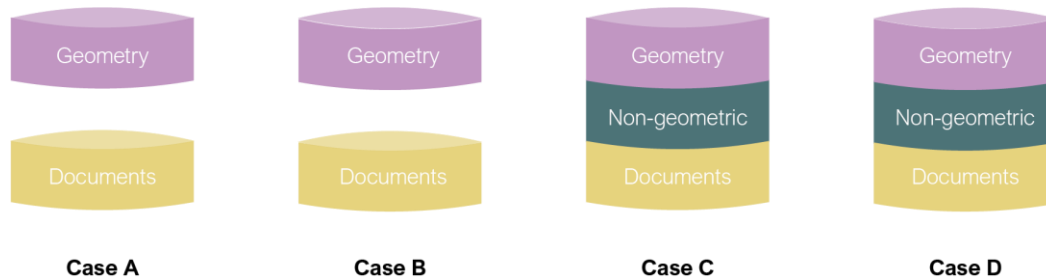 Geometry Geometry Geometry Geometry
Non-geometric Non-geometric
Documents Documents Documents Documents
Case A Case B Case C Case D